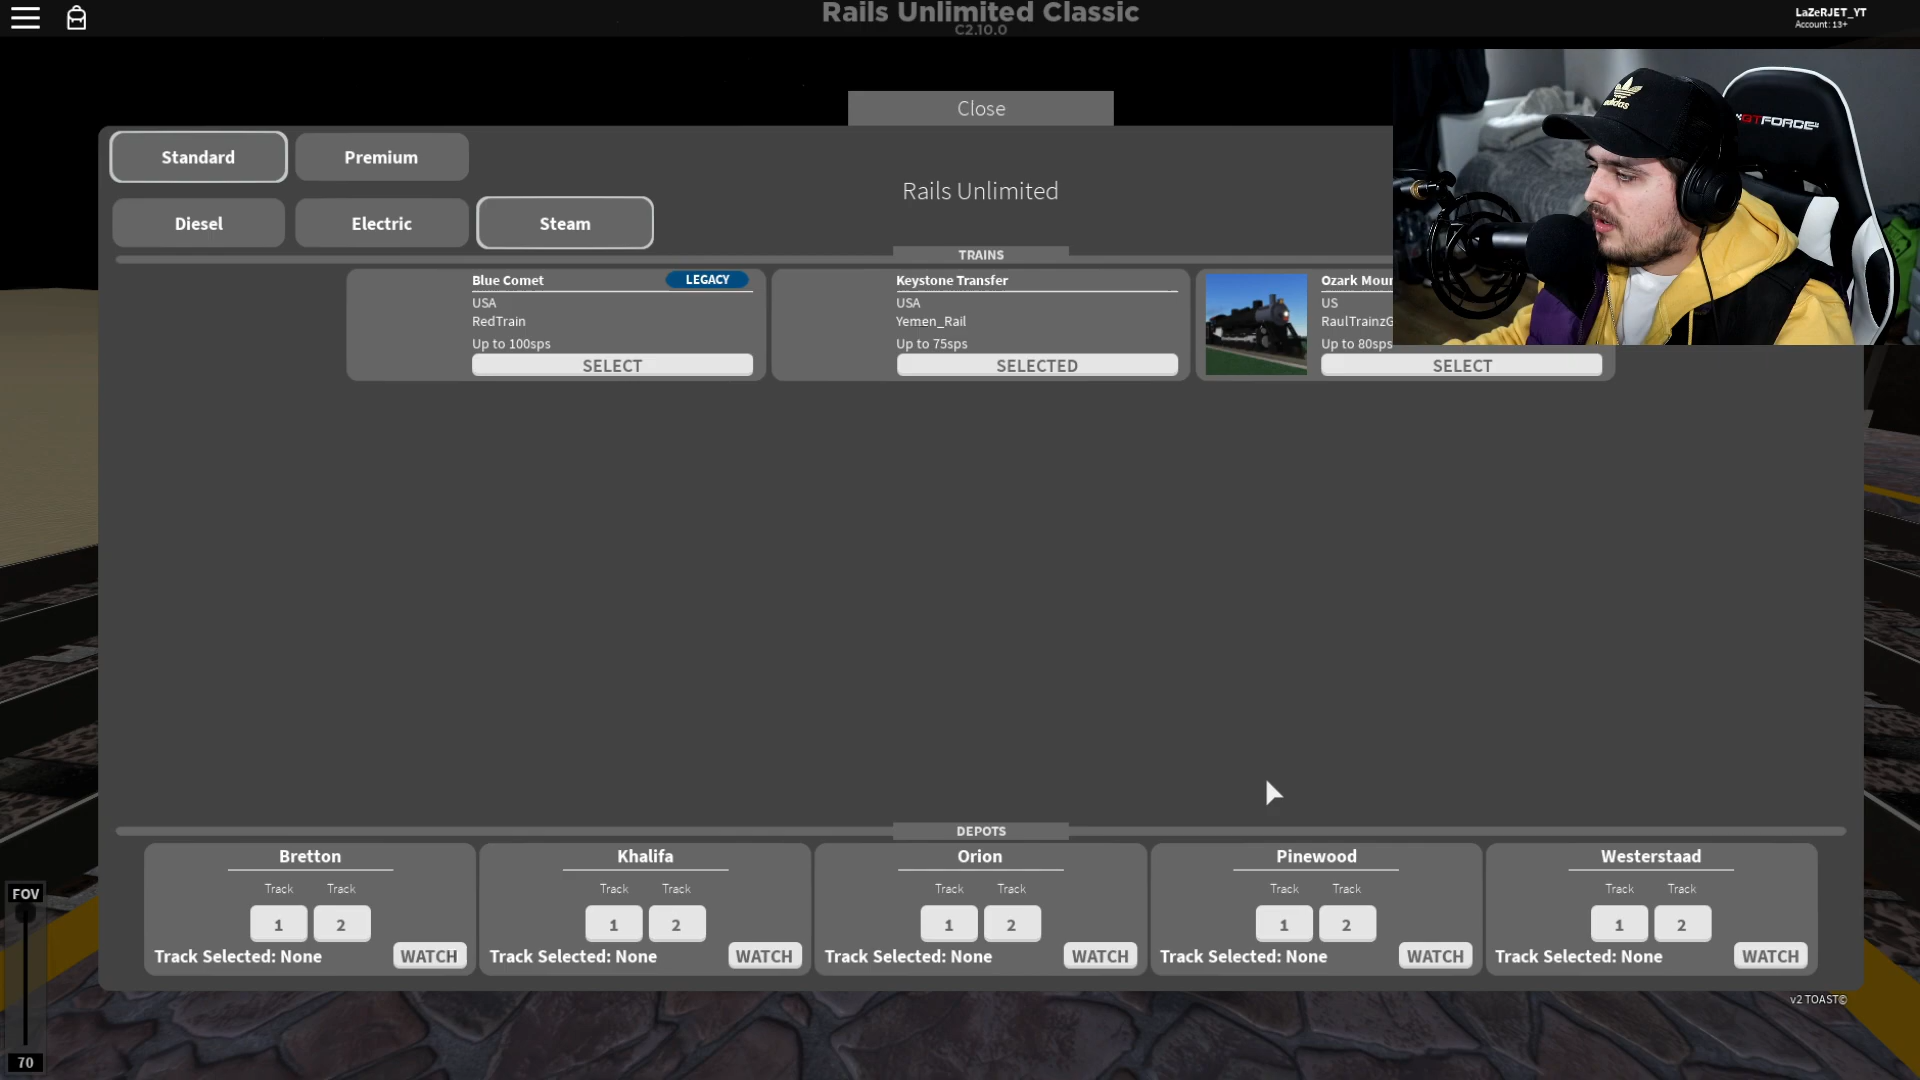 Rails Unlimited Classic
C2.10.0
LaZeRJET_YT
Account: 13+
adidas
GTFORCE
Close
Standard
Premium
Rails Unlimited
Diesel
Electric
Steam
TRAINS
Blue Comet
LEGACY
USA
RedTrain
Up to 100sps
SELECT
Keystone Transfer
USA
Yemen_Rail
Up to 75sps
SELECTED
Ozark
US
Up to 80sps
SELECT
DEPOTS
Bretton
Track Track
1 2
Track Selected: None
WATCH
Khalifa
Track Track
1 2
Track Selected: None
WATCH
Orion
Track Track
1 2
Track Selected: None
WATCH
Pinewood
Track Track
1 2
Track Selected: None
WATCH
Westerstaad
Track Track
1 2
Track Selected: None
WATCH
FOV
70
v2 TOAST©